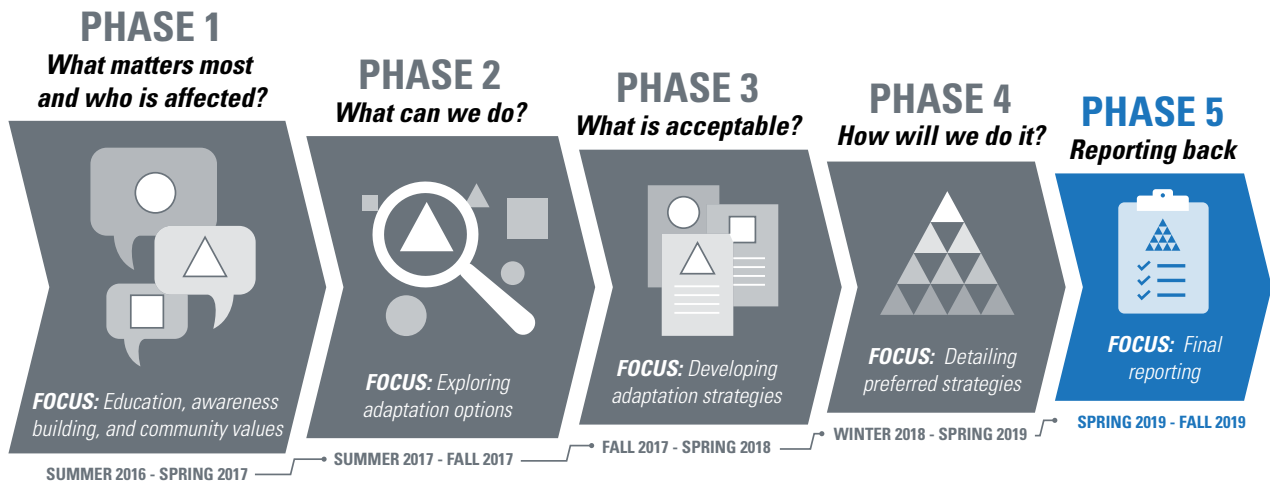 PHASE 1
What matters most
and who is affected?
FOCUS: Education, awareness
building, and community values
SUMMER 2016 - SPRING 2017
PHASE 2
What can we do?
FOCUS: Exploring
adaptation options
SUMMER 2017 - FALL 2017
PHASE 3
What is acceptable?
FOCUS: Developing
adaptation strategies
FALL 2017 - SPRING 2018
PHASE 4
How will we do it?
FOCUS: Detailing
preferred strategies
WINTER 2018 - SPRING 2019
PHASE 5
Reporting back
FOCUS: Final
reporting
SPRING 2019 - FALL 2019